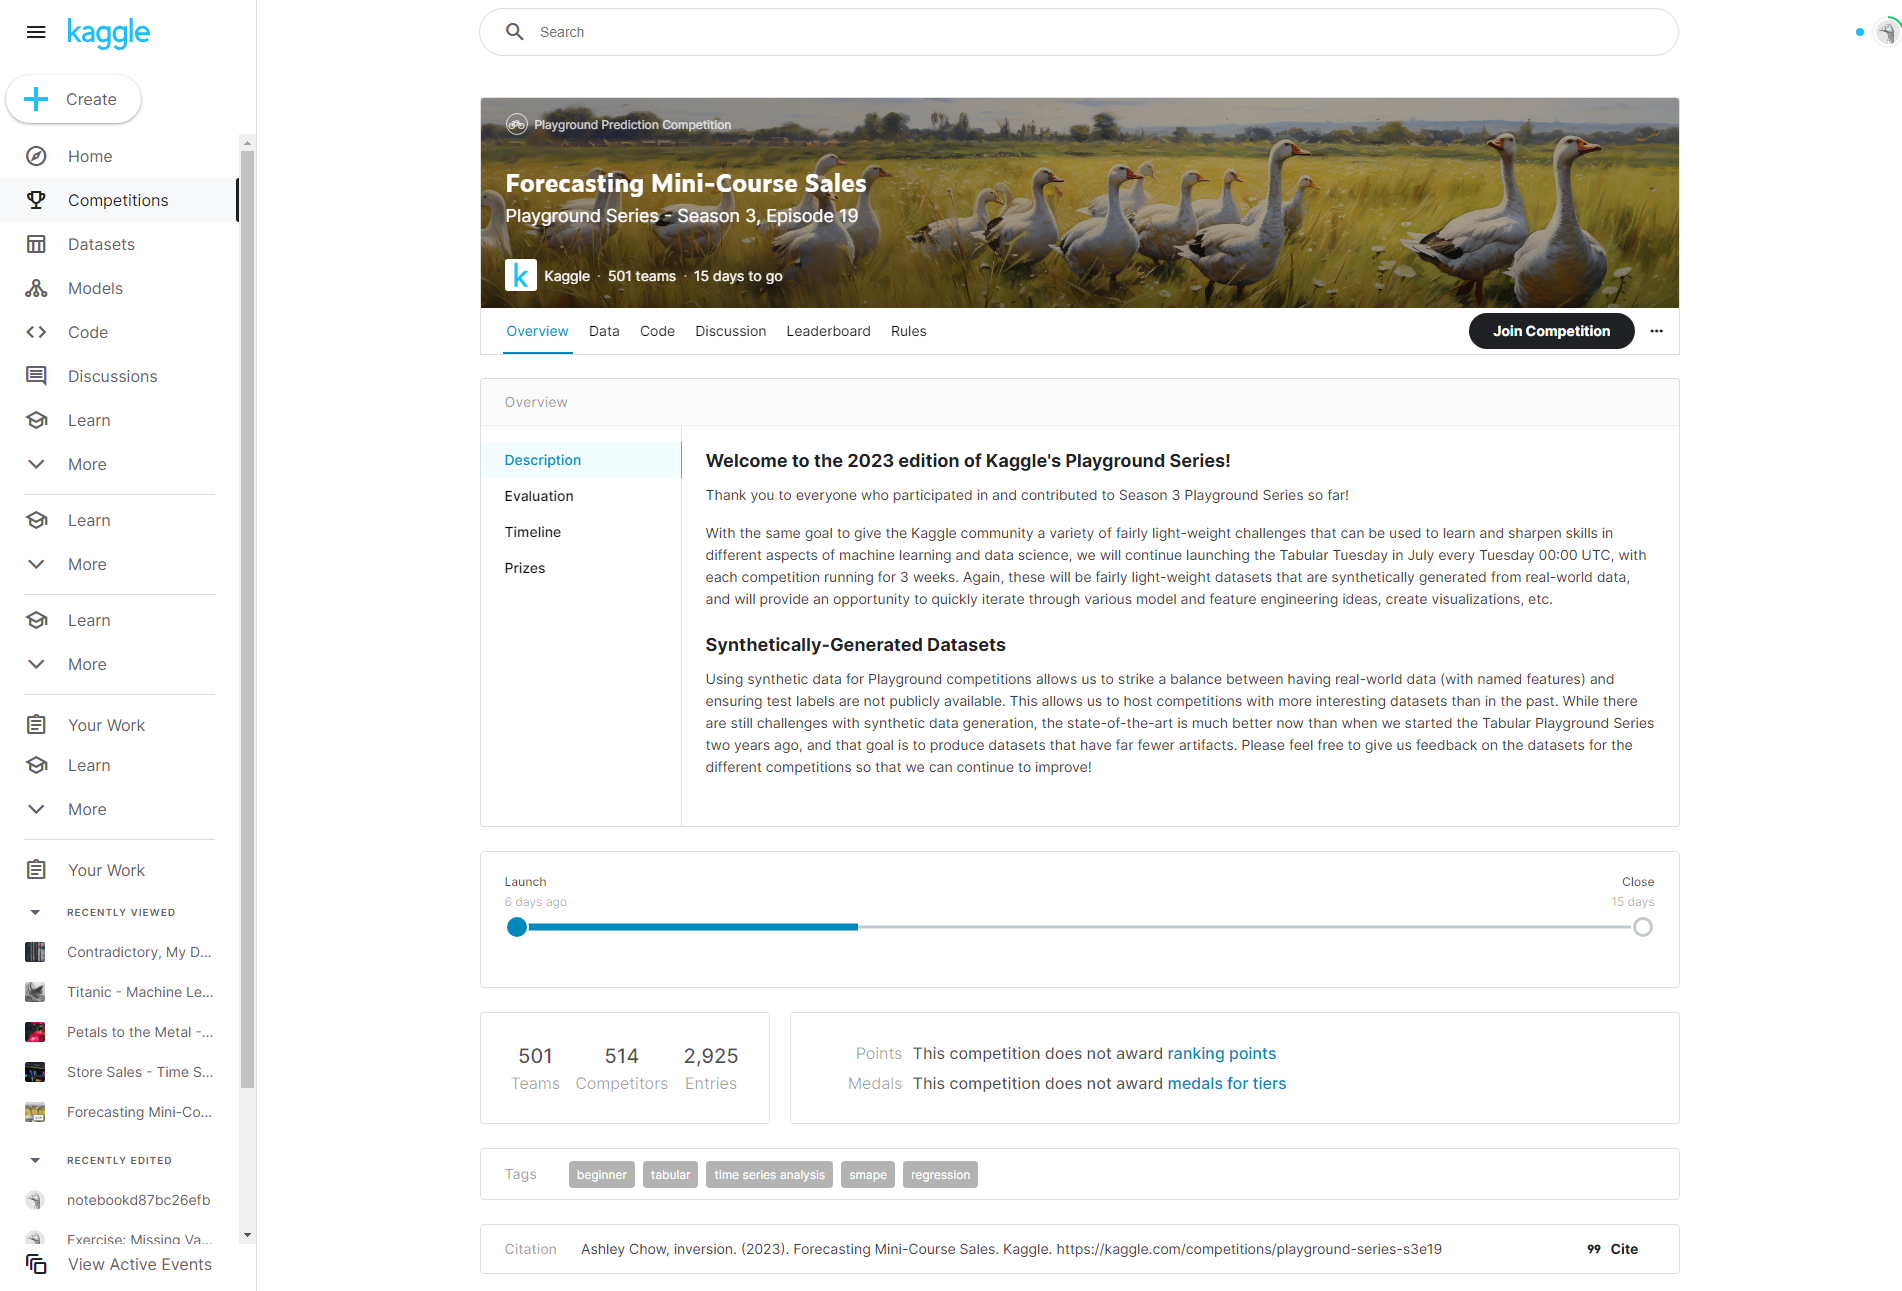 kaggle
Search
Create
Home
Competitions
Datasets
Models
Code
Discussions
Learn
More
Learn
More
Learn
More
Your Work
Learn
More
Your Work
RECENTLY VIEWED
Contradictory, My D...
Titanic - Machine Le...
Petals to the Metal -...
Store Sales - Time S...
Forecasting Mini-Co...
RECENTLY EDITED
notebookd87bc26efb
Exercise: Missing Va...
View Active Events
Playground Prediction Competition
Forecasting Mini-Course Sales
Playground Series - Season 3, Episode 19
k Kaggle · 501 teams · 15 days to go
Overview Data Code Discussion Leaderboard Rules Join Competition
Overview
Description
Evaluation
Timeline
Prizes
Welcome to the 2023 edition of Kaggle's Playground Series!
Thank you to everyone who participated in and contributed to Season 3 Playground Series so far!
With the same goal to give the Kaggle community a variety of fairly light-weight challenges that can be used to learn and sharpen skills in
different aspects of machine learning and data science, we will continue launching the Tabular Tuesday in July every Tuesday 00:00 UTC, with
each competition running for 3 weeks. Again, these will be fairly light-weight datasets that are synthetically generated from real-world data,
and will provide an opportunity to quickly iterate through various model and feature engineering ideas, create visualizations, etc.
Synthetically-Generated Datasets
Using synthetic data for Playground competitions allows us to strike a balance between having real-world data (with named features) and
ensuring test labels are not publicly available. This allows us to host competitions with more interesting datasets than in the past. While there
are still challenges with synthetic data generation, the state-of-the-art is much better now than when we started the Tabular Playground Series
two years ago, and that goal is to produce datasets that have far fewer artifacts. Please feel free to give us feedback on the datasets for the
different competitions so that we can continue to improve!
Launch Close
6 days ago 15 days
501 514 2,925
Teams Competitors Entries
Points This competition does not award ranking points
Medals This competition does not award medals for tiers
Tags beginner tabular time series analysis smape regression
Citation Ashley Chow, inversion. (2023). Forecasting Mini-Course Sales. Kaggle. https://kaggle.com/competitions/playground-series-s3e19 Cite